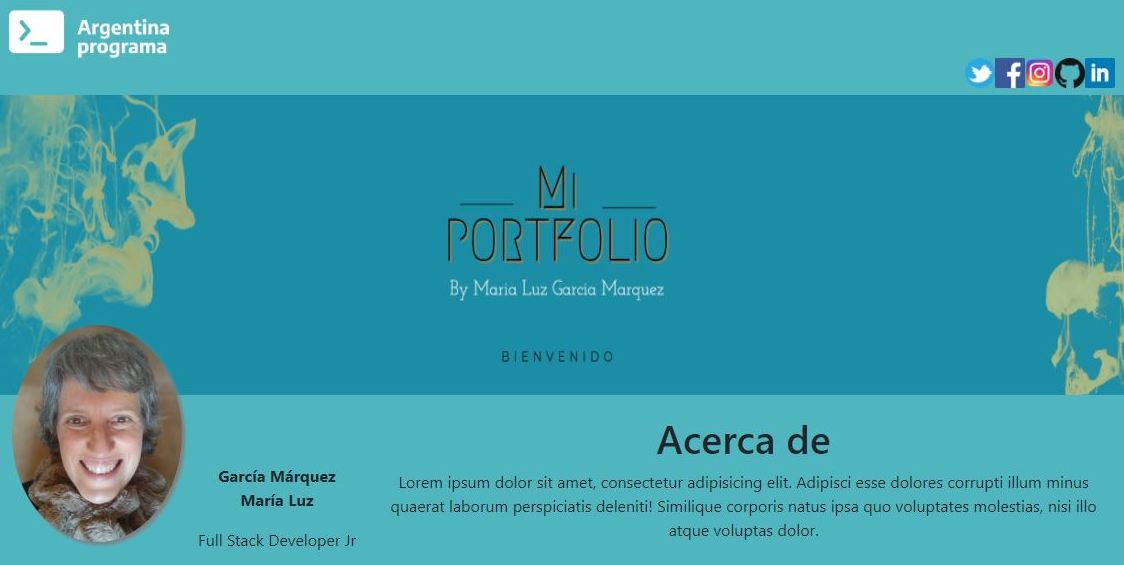 Argentina
programa
MI
PORTFOLIO
By Maria Luz Garcia Marquez
BIENVENIDO
García Márquez
María Luz
Full Stack Developer Jr
Acerca de
Lorem ipsum dolor sit amet, consectetur adipisicing elit. Adipisci esse dolores corrupti illum minus
quaerat laborum perspiciatis deleniti! Similique corporis natus ipsa quo voluptates molestias, nisi illo
atque voluptas dolor.